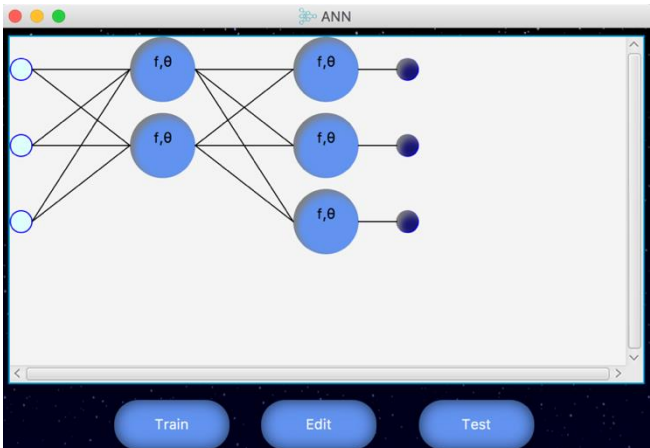 ANN
f,θ f,θ
f,θ f,θ
f,θ
Train Edit Test